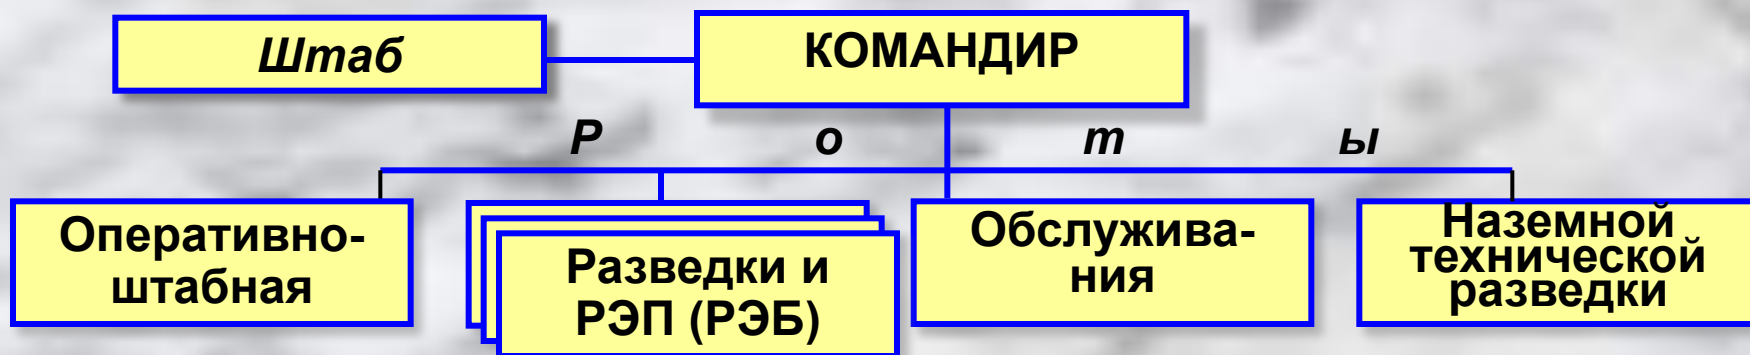 Штаб
КОМАНДИР
Р о т ы
Оперативно-
штабная
Разведки и
РЭП (РЭБ)
Обслужива-
ния
Наземной
технической
разведки